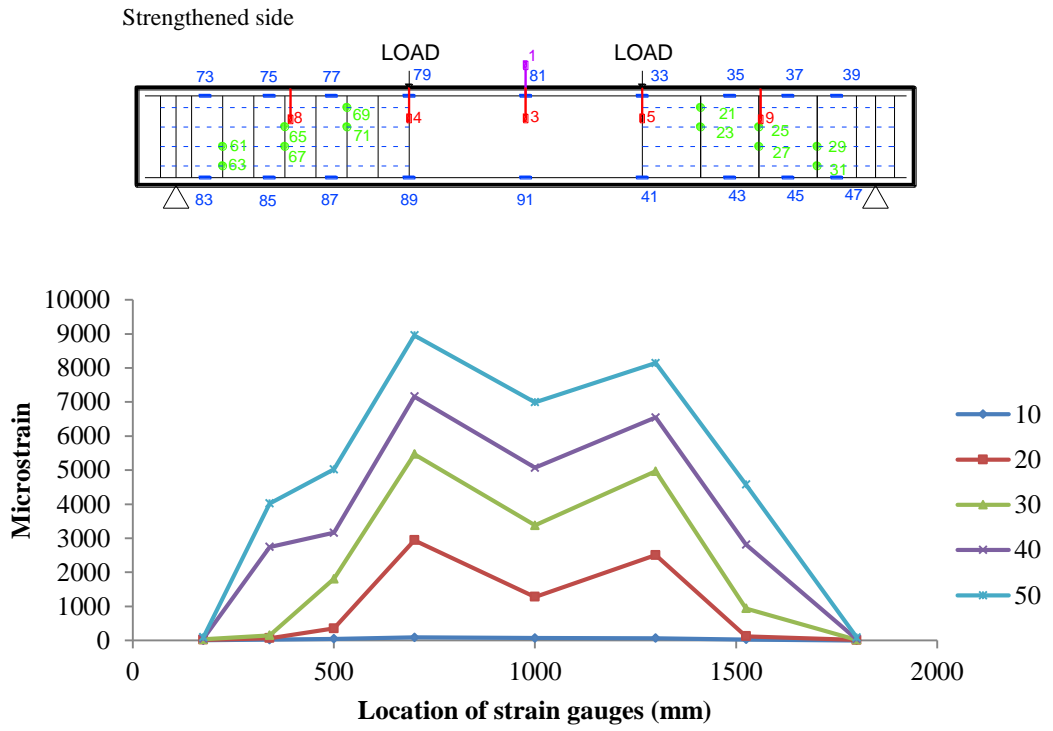 Strengthened side
LOAD LOAD
1
73 75 77 79 81 33 35 37 39
8 4 3 5 9
69 21
71 23
65 25
61 67 27 29
63 31
83 85 87 89 91 41 43 45 47
10000
9000
8000
7000
6000
5000
4000
3000
2000
1000
0
Microstrain
0 500 1000 1500 2000
Location of strain gauges (mm)
10
20
30
40
50